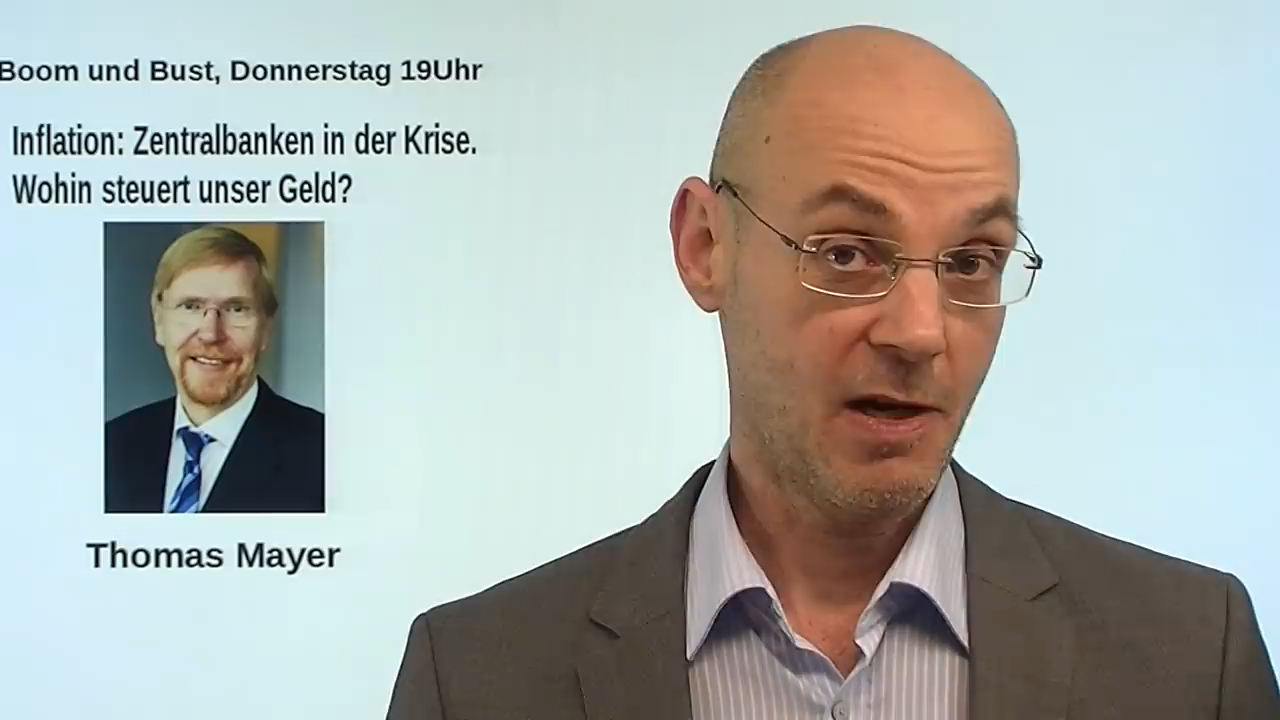 Boom und Bust, Donnerstag 19Uhr
Inflation: Zentralbanken in der Krise.
Wohin steuert unser Geld?
Thomas Mayer